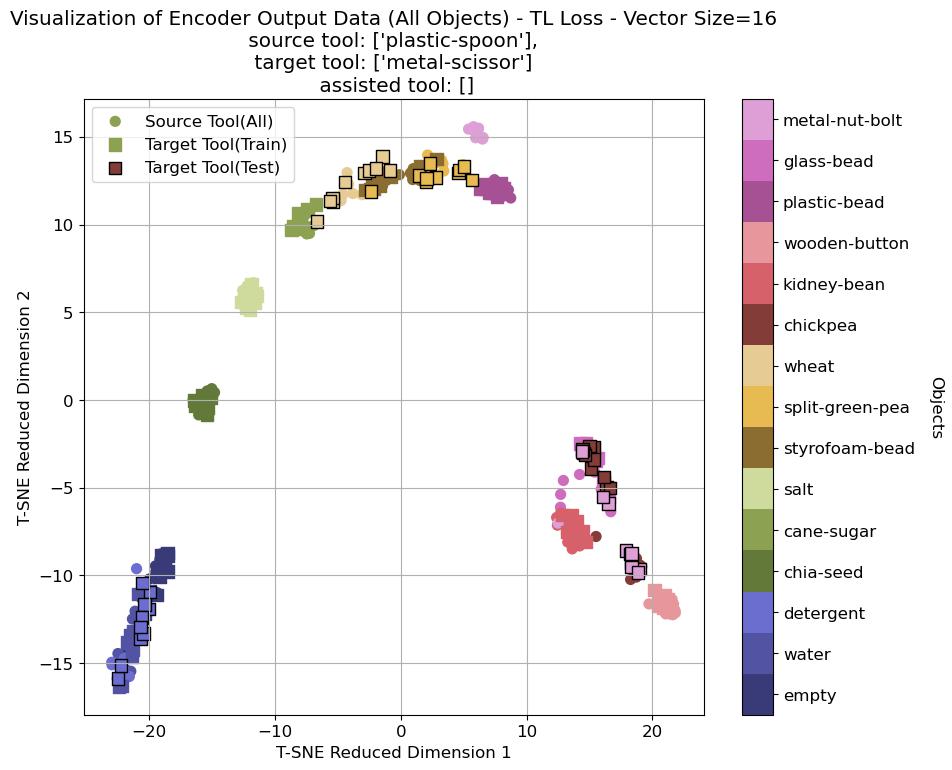 Visualization of Encoder Output Data (All Objects) - TL Loss - Vector Size=16
source tool: ['plastic-spoon'],
target tool: ['metal-scissor']
assisted tool: []
Source Tool(All)
Target Tool(Train)
Target Tool(Test)
15
10
5
0
−5
−10
−15
T-SNE Reduced Dimension 2
−20
−10
0
10
20
T-SNE Reduced Dimension 1
metal-nut-bolt
glass-bead
plastic-bead
wooden-button
kidney-bean
chickpea
wheat
split-green-pea
styrofoam-bead
salt
cane-sugar
chia-seed
detergent
water
empty
Objects